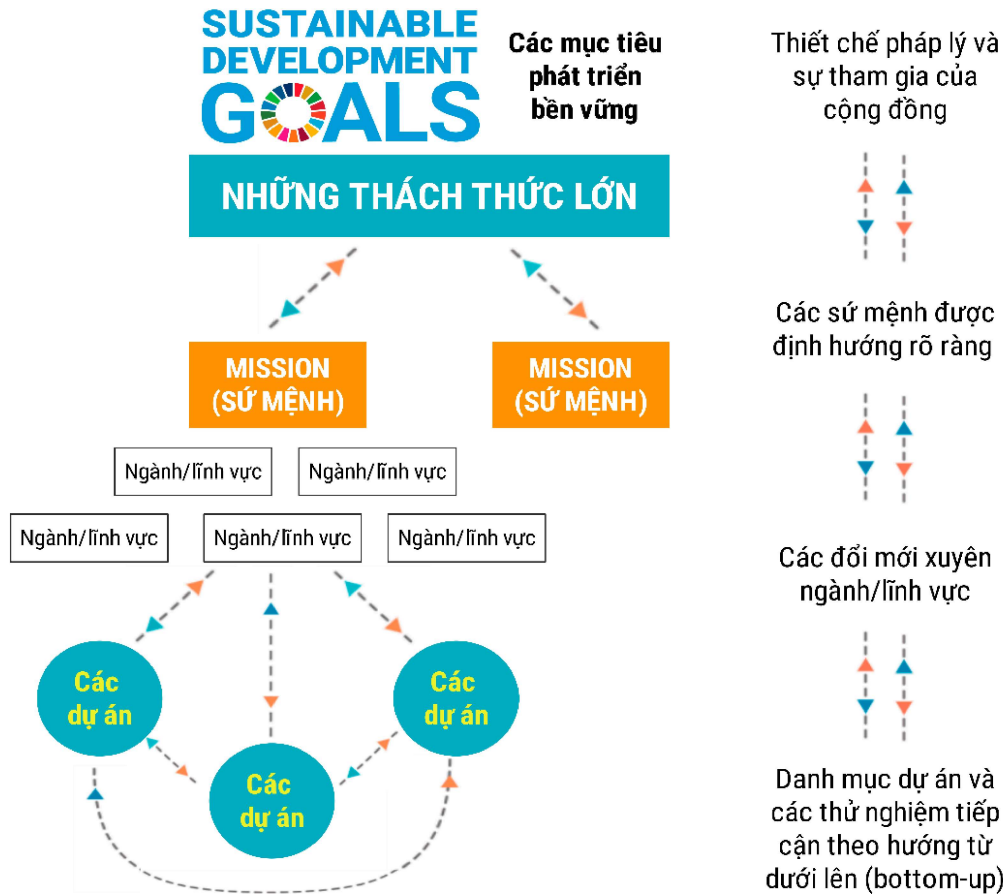 SUSTAINABLE
DEVELOPMENT
GOALS
Các mục tiêu
phát triển
bền vững
Thiết chế pháp lý và
sự tham gia của
cộng đồng
NHỮNG THÁCH THỨC LỚN
Các sứ mệnh được
định hướng rõ ràng
MISSION
(SỨ MỆNH)
MISSION
(SỨ MỆNH)
Ngành/lĩnh vực
Ngành/lĩnh vực
Ngành/lĩnh vực
Ngành/lĩnh vực
Ngành/lĩnh vực
Các đổi mới xuyên
ngành/lĩnh vực
Các
dự án
Các
dự án
Các
dự án
Danh mục dự án và
các thử nghiệm tiếp
cận theo hướng từ
dưới lên (bottom-up)